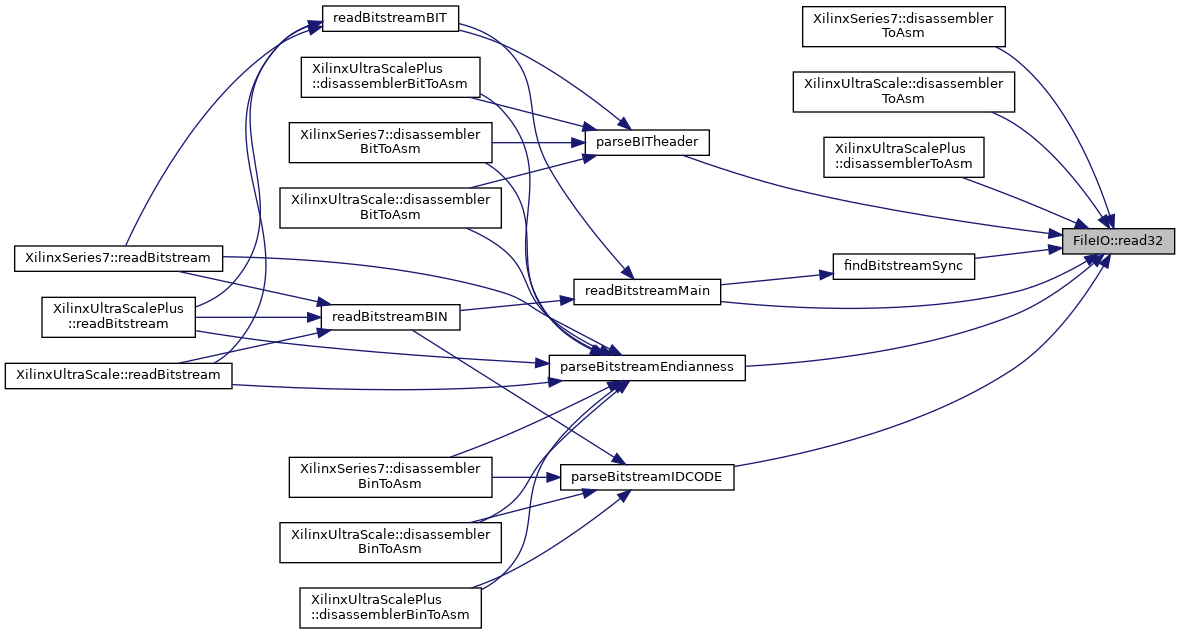 readBitstreamBIT
XilinxSeries7::disassembler
ToAsm
XilinxUltraScalePlus
::disassemblerBitToAsm
XilinxUltraScale::disassembler
ToAsm
XilinxSeries7::disassembler
BitToAsm
parseBITheader
XilinxUltraScalePlus
::disassemblerToAsm
XilinxUltraScale::disassembler
BitToAsm
FileIO::read32
XilinxSeries7::readBitstream
findBitstreamSync
readBitstreamMain
XilinxUltraScalePlus
::readBitstream
readBitstreamBIN
XilinxUltraScale::readBitstream
parseBitstreamEndianness
XilinxSeries7::disassembler
BinToAsm
parseBitstreamIDCODE
XilinxUltraScale::disassembler
BinToAsm
XilinxUltraScalePlus
::disassemblerBinToAsm